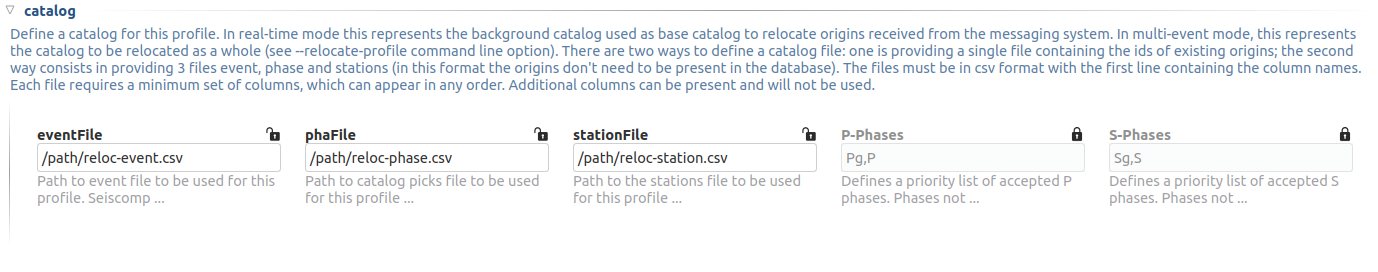 catalog
Define a catalog for this profile. In real-time mode this represents the background catalog used as base catalog to relocate origins received from the messaging system. In multi-event mode, this represents
the catalog to be relocated as a whole (see --relocate-profile command line option). There are two ways to define a catalog file: one is providing a single file containing the ids of existing origins; the second
way consists in providing 3 files event, phase and stations (in this format the origins don't need to be present in the database). The files must be in csv format with the first line containing the column names.
Each file requires a minimum set of columns, which can appear in any order. Additional columns can be present and will not be used.
eventFile
/path/reloc-event.csv
Path to event file to be used for this
profile. Seiscomp ...
phaFile
/path/reloc-phase.csv
Path to catalog picks file to be used
for this profile ...
stationFile
/path/reloc-station.csv
Path to the stations file to be used
for this profile ...
P-Phases
Pg,P
Defines a priority list of accepted P
phases. Phases not ...
S-Phases
Sg,S
Defines a priority list of accepted S
phases. Phases not ...